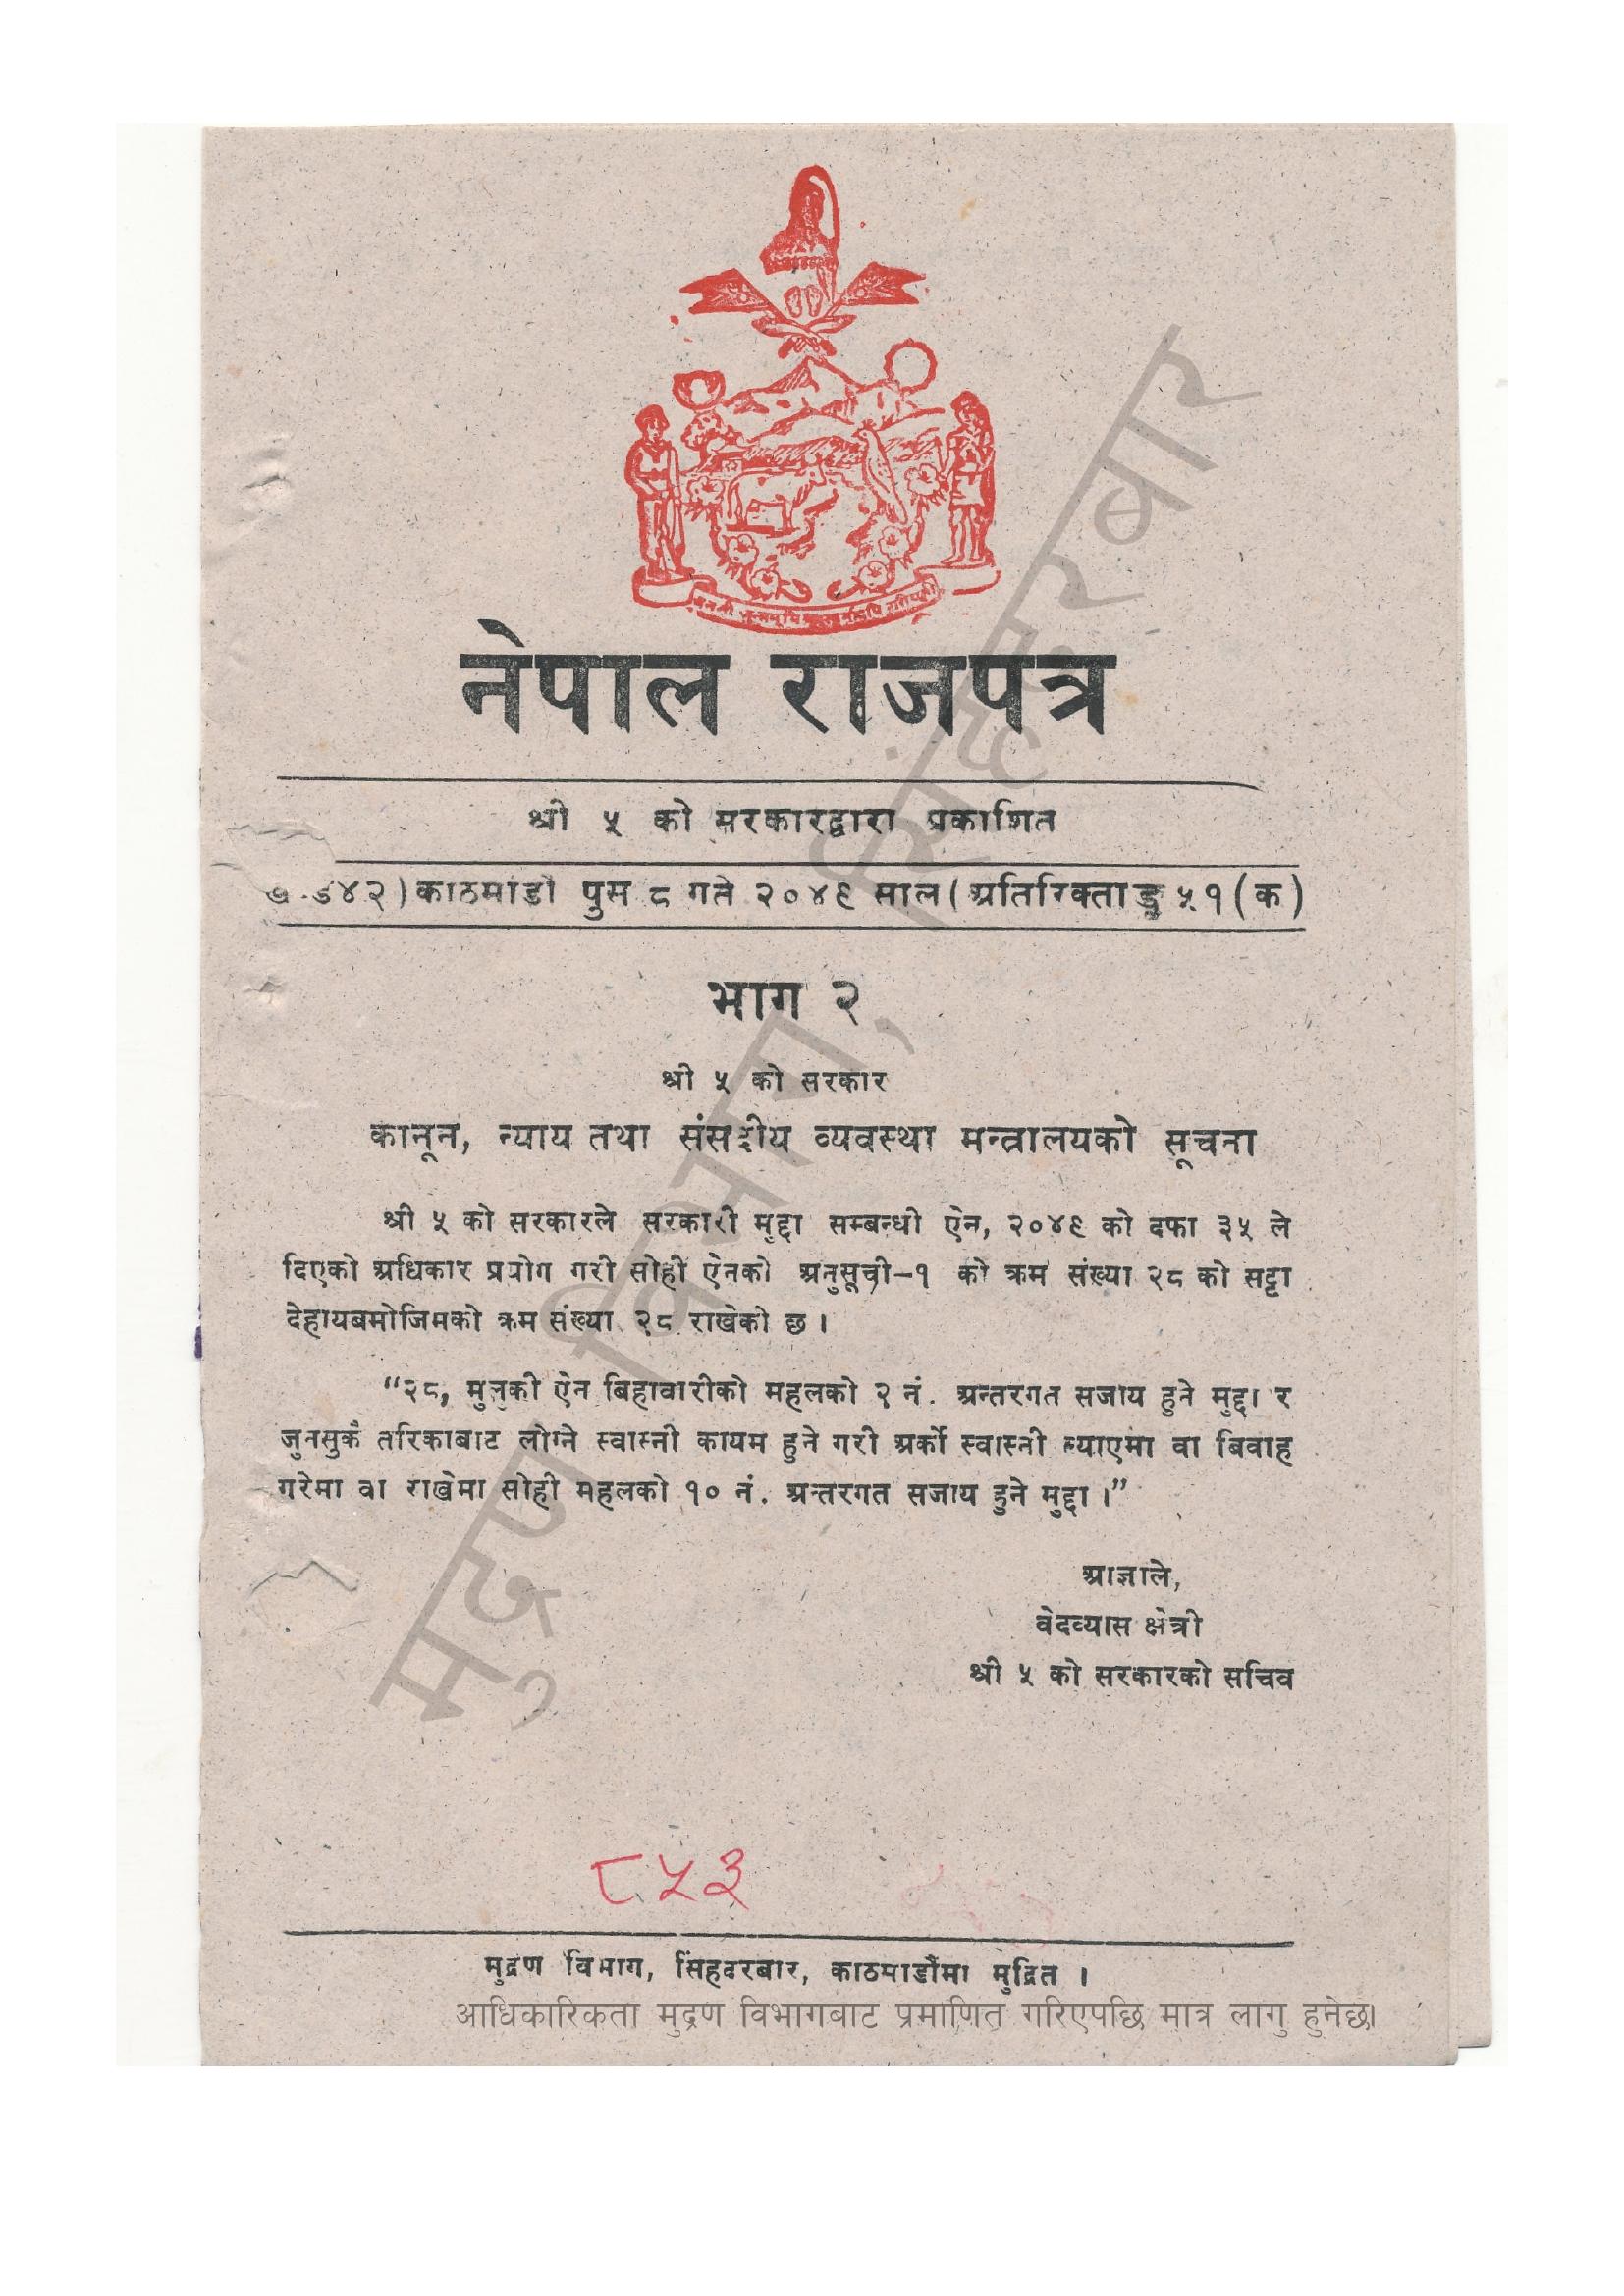 नेपाल राजपत्र
श्री ५ को सरकारद्वारा प्रकाशित
४२) काठमाडौं पुस ८ गते २०४९ साल (अतिरिक्ताङ्क ५१ (क)
भाग २
श्री ५ को सरकार
कानून, न्याय तथा संसदीय व्यवस्था मन्त्रालयको सूचना
श्री ५ को सरकारले सरकारी मुद्दा सम्बन्धी ऐन, २०४९ को दफा ३५ ले
दिएको अधिकार प्रयोग गरी सोही ऐनको अनुसूची-१ को क्रम संख्या २८ को सट्टा
देहायबमोजिमको क्रम संख्या २८ राखेको छ ।
“२८, मुलुकी ऐन बिहावारीको महलको २ नं. अन्तरगत सजाय हुने मुद्दा र
जुनसुकै तरिकाबाट लोग्ने स्वास्नी कायम हुने गरी अर्को स्वास्नी ल्याएमा वा बिवाह
गरेमा वा राखेमा सोही महलको १० नं. अन्तरगत सजाय हुने मुद्दा ।”
आज्ञाले,
वेदव्यास क्षेत्री
श्री ५ को सरकारको सचिव
८५३
मुद्रण विभाग, सिंहदरबार, काठमाडौंमा मुद्रित ।
आधिकारिकता मुद्रण विभागबाट प्रमाणित गरिएपछि मात्र लागु हुनेछ।
मुद्रण विभाग, सिंहदरबार